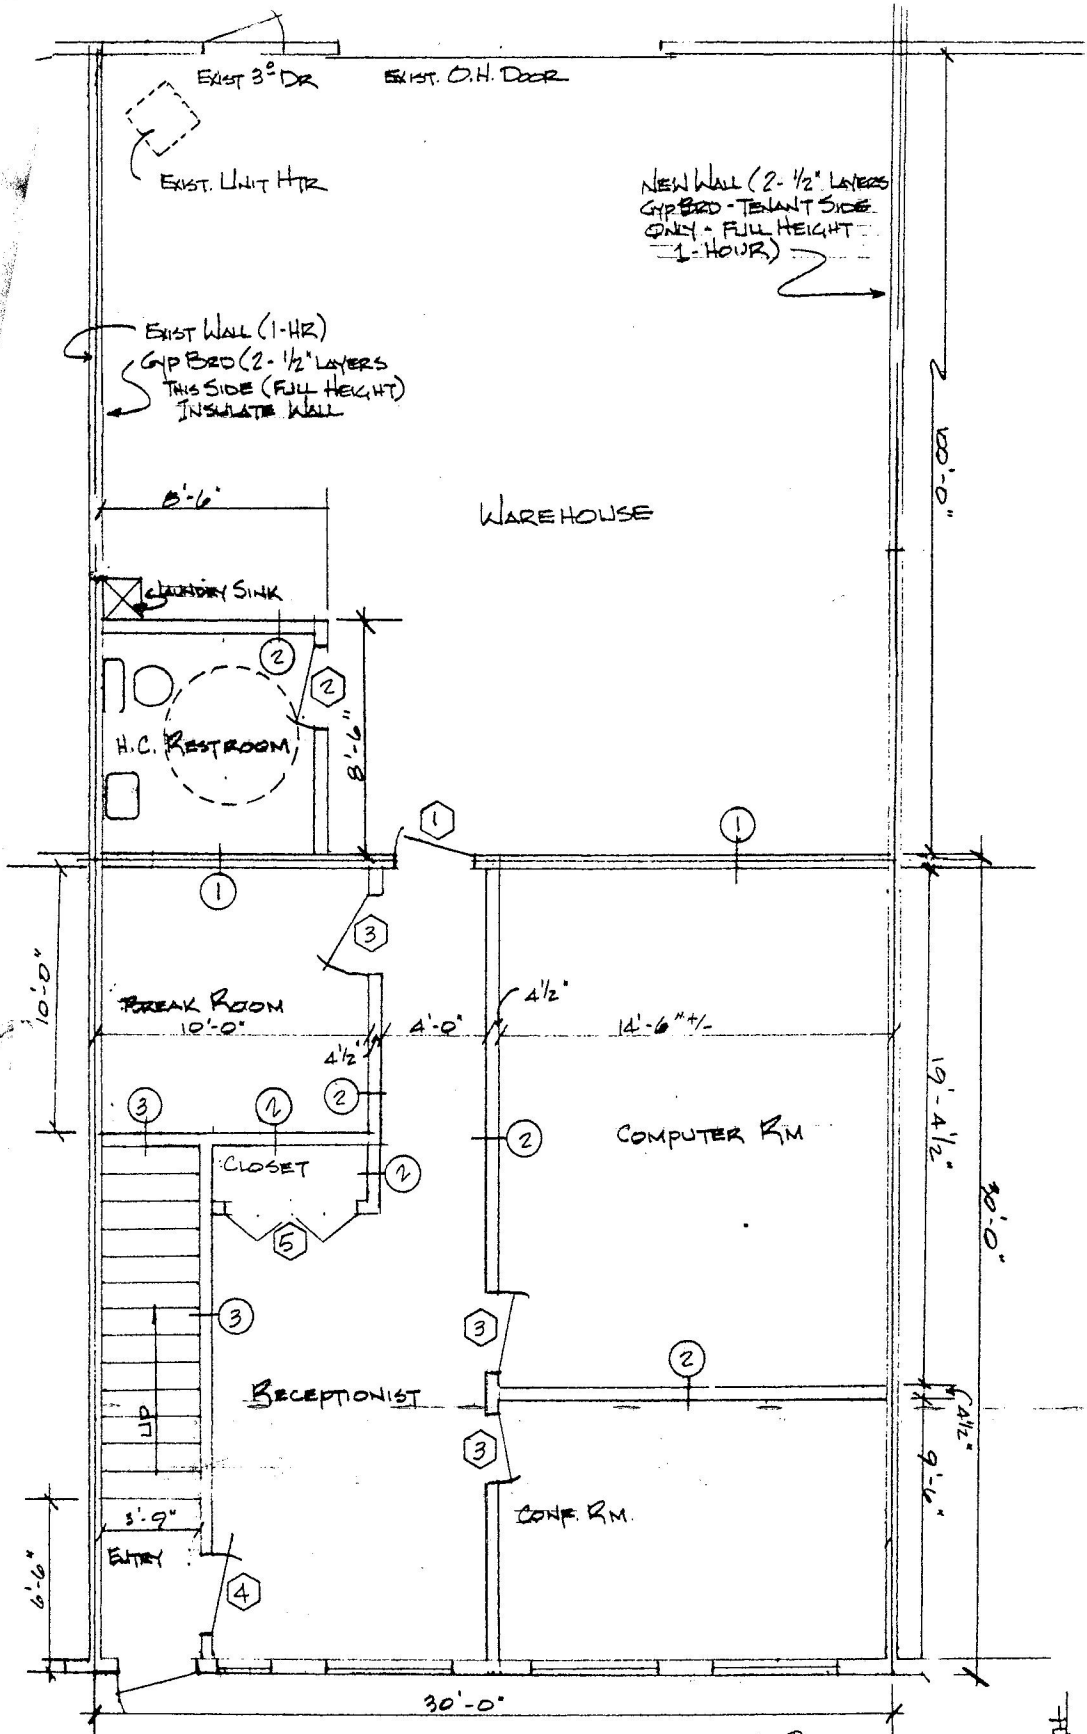 EXIST 3° DR
EXIST. O.H. DOOR
EXIST. UNIT HTR
NEW WALL (2- 1/2" LAYERS
GYP BRD - TENANT SIDE
ONLY - FULL HEIGHT
1-HOUR)
EXIST WALL (1-HR)
GYP BRD (2- 1/2" LAYERS
THIS SIDE (FULL HEIGHT)
INSULATE WALL
100'-0"
8'-6"
WAREHOUSE
LAUNDRY SINK
2
2
8'-6"
H.C. RESTROOM
1
1
1
3
10'-0"
BREAK ROOM
10'-0"
4'-0"
4 1/2"
14'-6" +/-
4 1/2"
19'-4 1/2"
3
2
2
2
COMPUTER RM
CLOSET
2
30'-0"
5
3
3
2
RECEPTIONIST
UP
4 1/2"
3
9'-6"
3'-9"
CONF. RM.
ENTRY
6'-6"
4
30'-0"